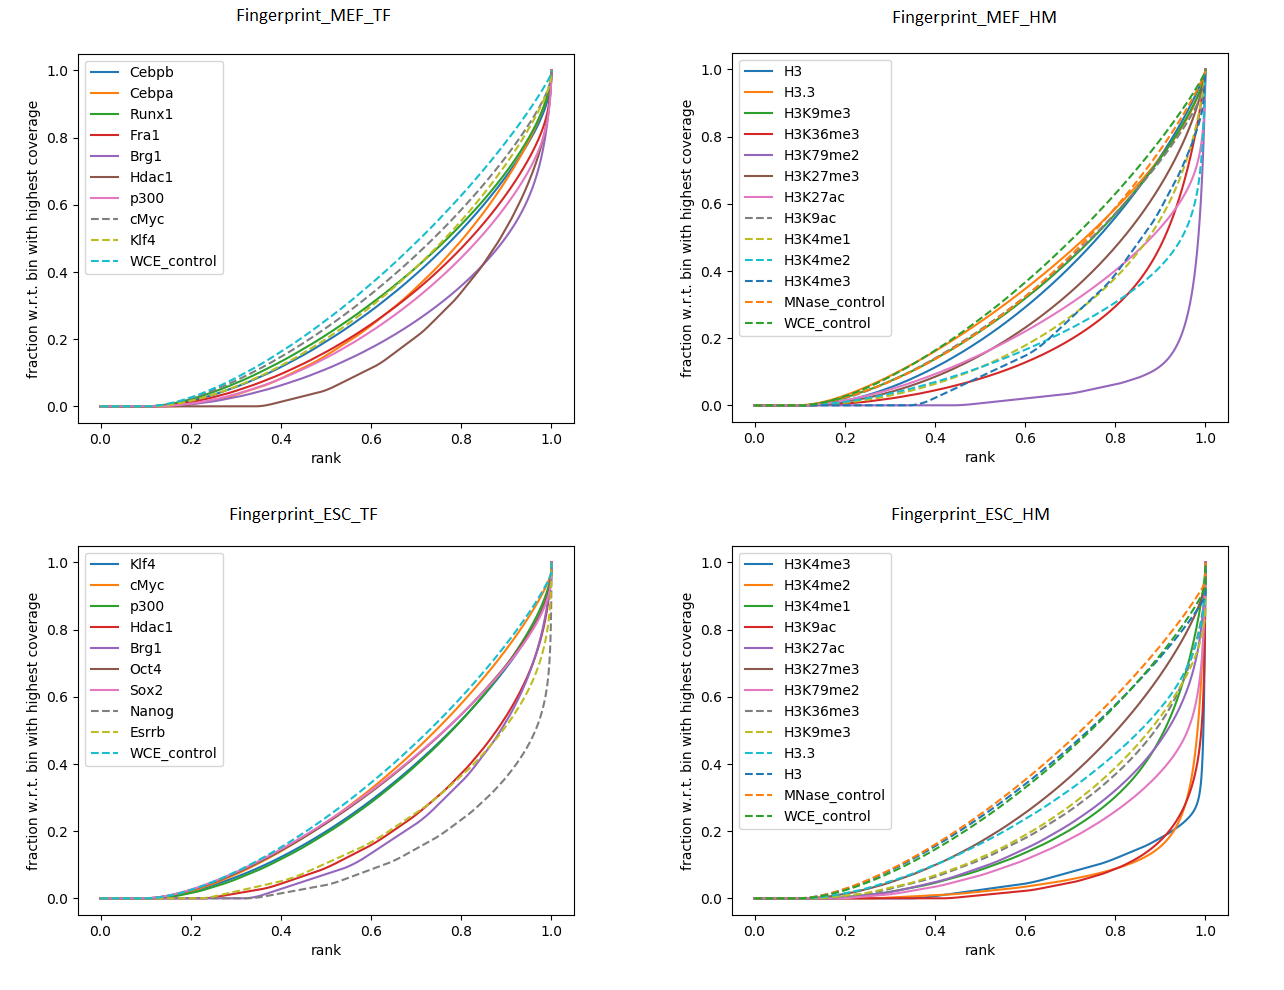 Fingerprint_MEF_TF
fraction w.r.t. bin with highest coverage
1.0
0.8
0.6
0.4
0.2
0.0
Cebpb
Cebpa
Runx1
Fra1
Brg1
Hdac1
p300
cMyc
Klf4
WCE_control
0.0 0.2 0.4 0.6 0.8 1.0
rank
Fingerprint_MEF_HM
fraction w.r.t. bin with highest coverage
1.0
0.8
0.6
0.4
0.2
0.0
H3
H3.3
H3K9me3
H3K36me3
H3K79me2
H3K27me3
H3K27ac
H3K9ac
H3K4me1
H3K4me2
H3K4me3
MNase_control
WCE_control
0.0 0.2 0.4 0.6 0.8 1.0
rank
Fingerprint_ESC_TF
fraction w.r.t. bin with highest coverage
1.0
0.8
0.6
0.4
0.2
0.0
Klf4
cMyc
p300
Hdac1
Brg1
Oct4
Sox2
Nanog
Esrrb
WCE_control
0.0 0.2 0.4 0.6 0.8 1.0
rank
Fingerprint_ESC_HM
fraction w.r.t. bin with highest coverage
1.0
0.8
0.6
0.4
0.2
0.0
H3K4me3
H3K4me2
H3K4me1
H3K9ac
H3K27ac
H3K27me3
H3K79me2
H3K36me3
H3K9me3
H3.3
H3
MNase_control
WCE_control
0.0 0.2 0.4 0.6 0.8 1.0
rank